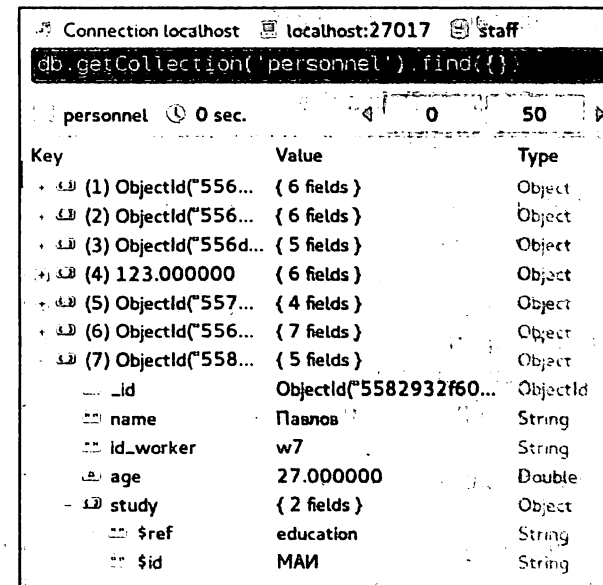 Connection localhost localhost:27017 staff
db.getCollection('personnel').find({})
personnel 0 sec. 0 50
Key Value Type
(1) ObjectId("556... { 6 fields } Object
(2) ObjectId("556... { 6 fields } Object
(3) ObjectId("556d... { 5 fields } Object
(4) 123.000000 { 6 fields } Object
(5) ObjectId("557... { 4 fields } Object
(6) ObjectId("556... { 7 fields } Object
(7) ObjectId("558... { 5 fields } Object
_id ObjectId("5582932f60... ObjectId
name Павлов String
id_worker w7 String
age 27.000000 Double
study { 2 fields } Object
$ref education String
$id МАИ String